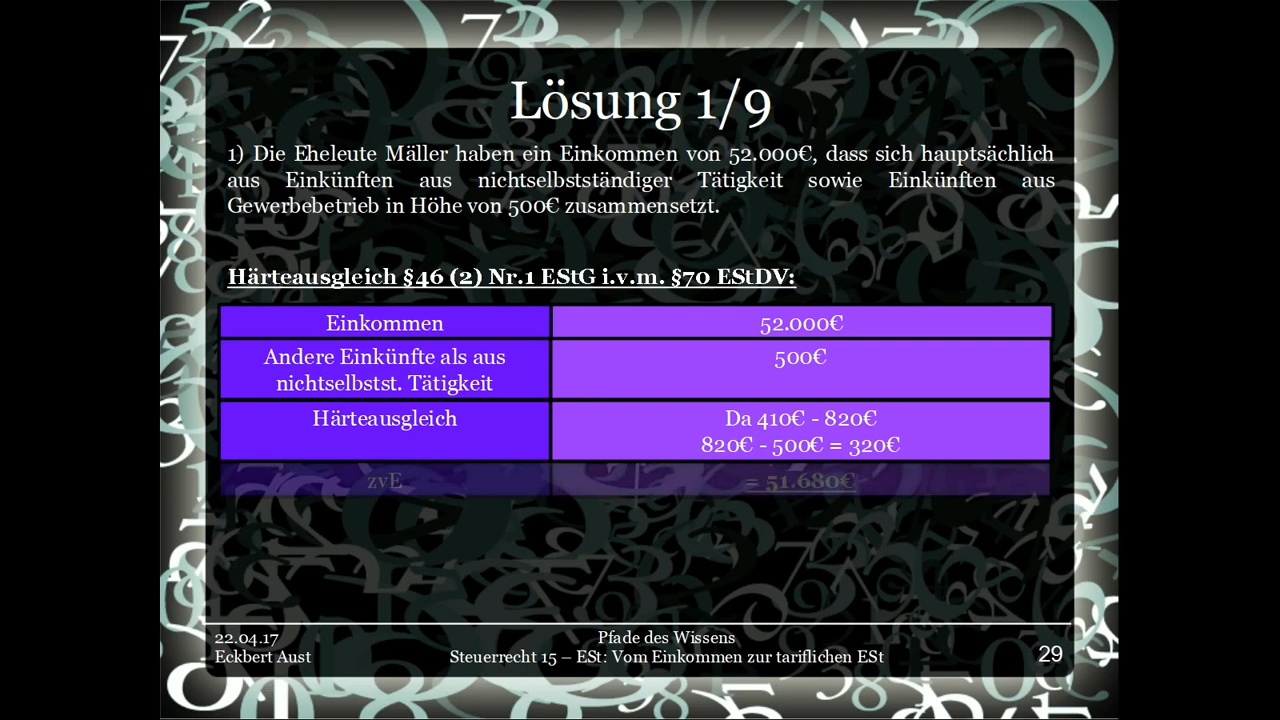 Lösung 1/9
1) Die Eheleute Mäller haben ein Einkommen von 52.000€, dass sich hauptsächlich
aus Einkünften aus nichtselbstständiger Tätigkeit sowie Einkünften aus
Gewerbebetrieb in Höhe von 500€ zusammensetzt.
Härteausgleich §46 (2) Nr.1 EStG i.v.m. §70 EStDV:
Einkommen
52.000€
Andere Einkünfte als aus
nichtselbstst. Tätigkeit
500€
Härteausgleich
Da 410€ - 820€
820€ - 500€ = 320€
zvE
= 51.680€
22.04.17
Eckbert Aust
Pfade des Wissens
Steuerrecht 15 – ESt: Vom Einkommen zur tariflichen ESt
29